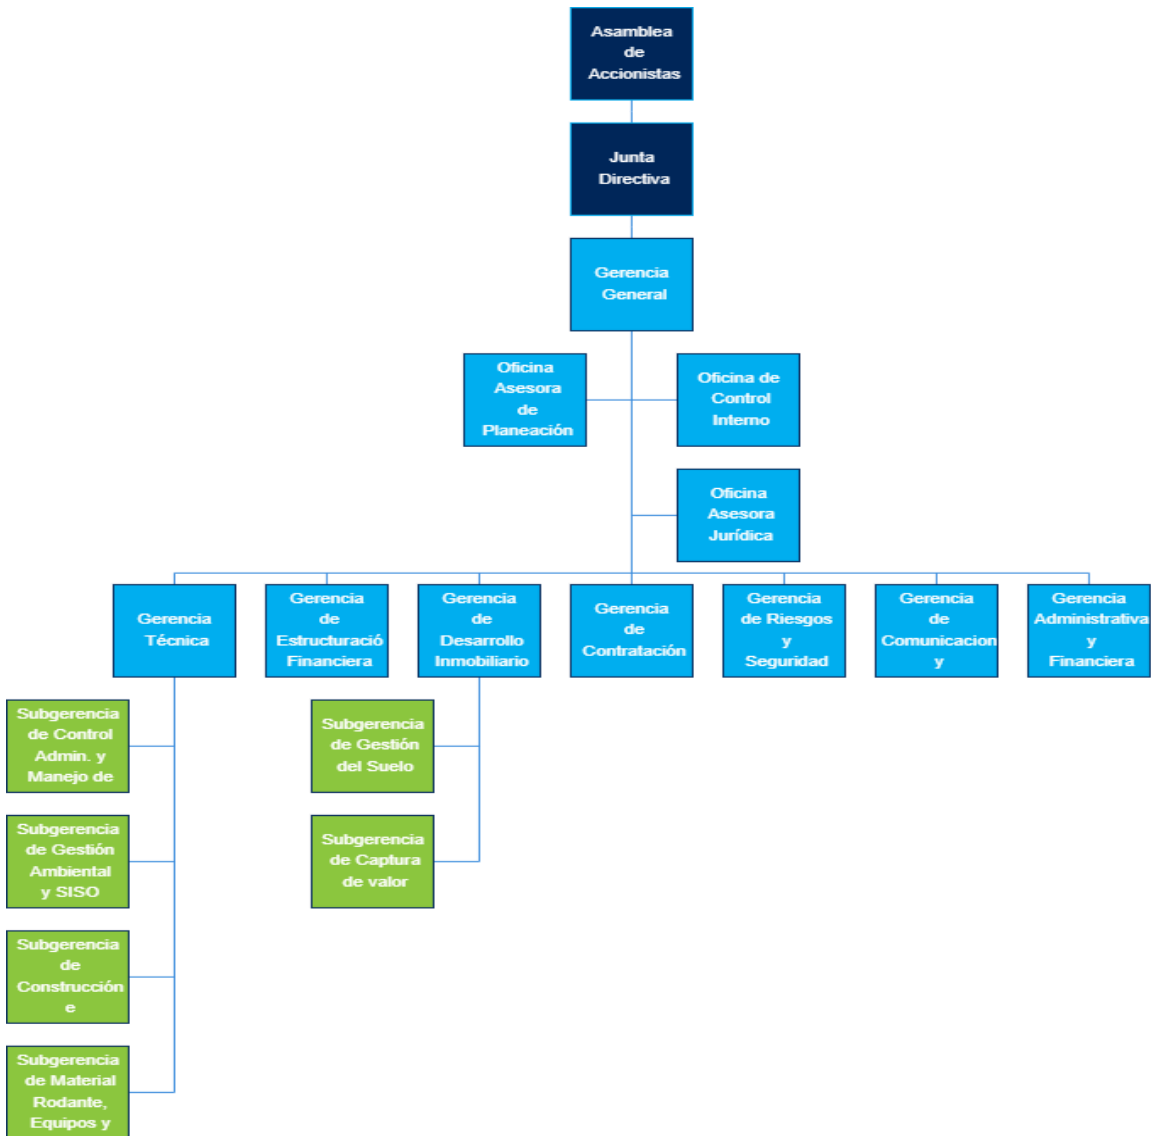 Asamblea
de
Accionistas
Junta
Directiva
Gerencia
General
Oficina
Asesora
de
Planeación
Oficina de
Control
Interno
Oficina
Asesora
Jurídica
Gerencia
Técnica
Gerencia
de
Estructuració
Financiera
Gerencia
de
Desarrollo
Inmobiliario
Gerencia
de
Contratación
Gerencia
de Riesgos
y
Seguridad
Gerencia
de
Comunicacion
y
Gerencia
Administrativa
y
Financiera
Subgerencia
de Control
Admin. y
Manejo de
Subgerencia
de Gestión
Ambiental
y SISO
Subgerencia
de
Construcción
e
Subgerencia
de Material
Rodante,
Equipos y
Subgerencia
de Gestión
del Suelo
Subgerencia
de Captura
de valor